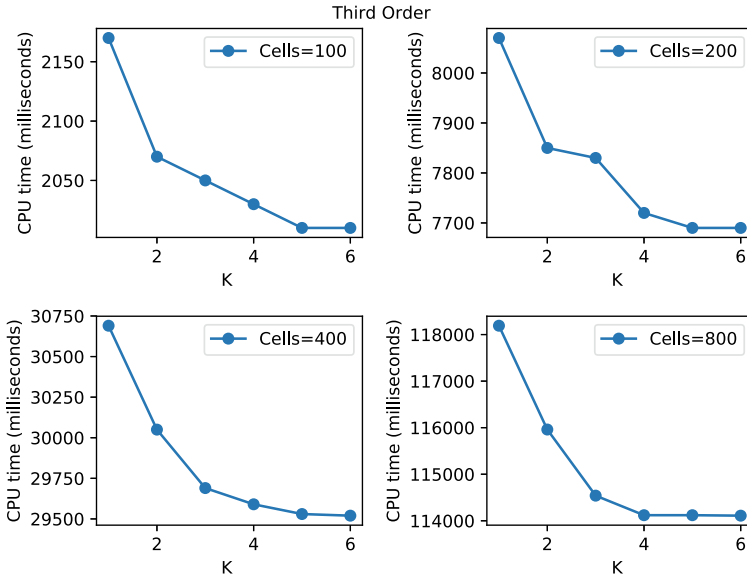 Third Order
CPU time (milliseconds)
2150
2100
2050
Cells=100
2
4
6
K
CPU time (milliseconds)
8000
7900
7800
7700
Cells=200
2
4
6
K
CPU time (milliseconds)
30750
30500
30250
30000
29750
29500
Cells=400
2
4
6
K
CPU time (milliseconds)
118000
117000
116000
115000
114000
Cells=800
2
4
6
K